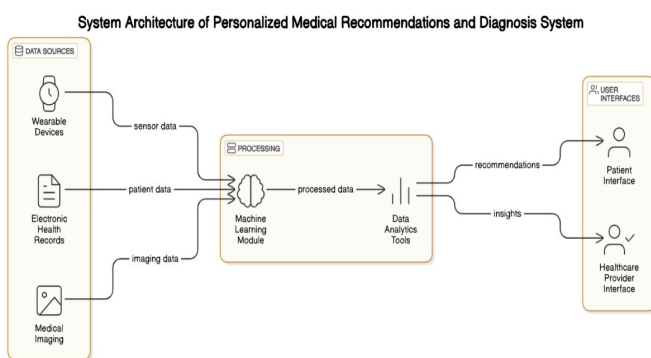 System Architecture of Personalized Medical Recommendations and Diagnosis System
DATA SOURCES
Wearable
Devices
sensor data
Electronic
Health
Records
patient data
Medical
Imaging
imaging data
PROCESSING
Machine
Learning
Module
processed data
Data
Analytics
Tools
recommendations
insights
USER
INTERFACES
Patient
Interface
Healthcare
Provider
Interface